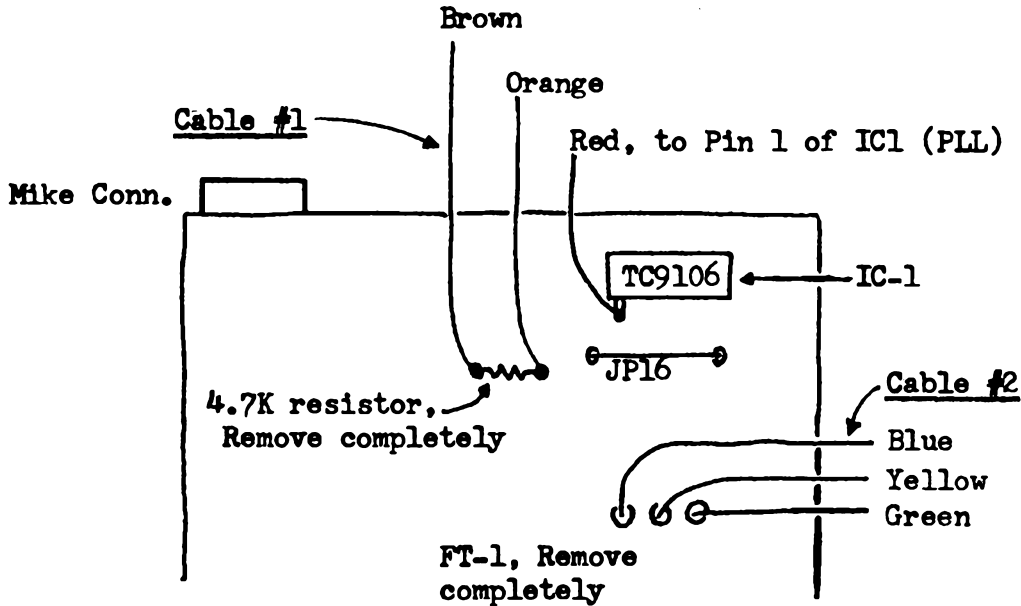 Brown
Orange
Cable #1
Red, to Pin 1 of IC1 (PLL)
Mike Conn.
TC9106
IC-1
JP16
4.7K resistor,
Remove completely
Cable #2
Blue
Yellow
Green
FT-1, Remove
completely